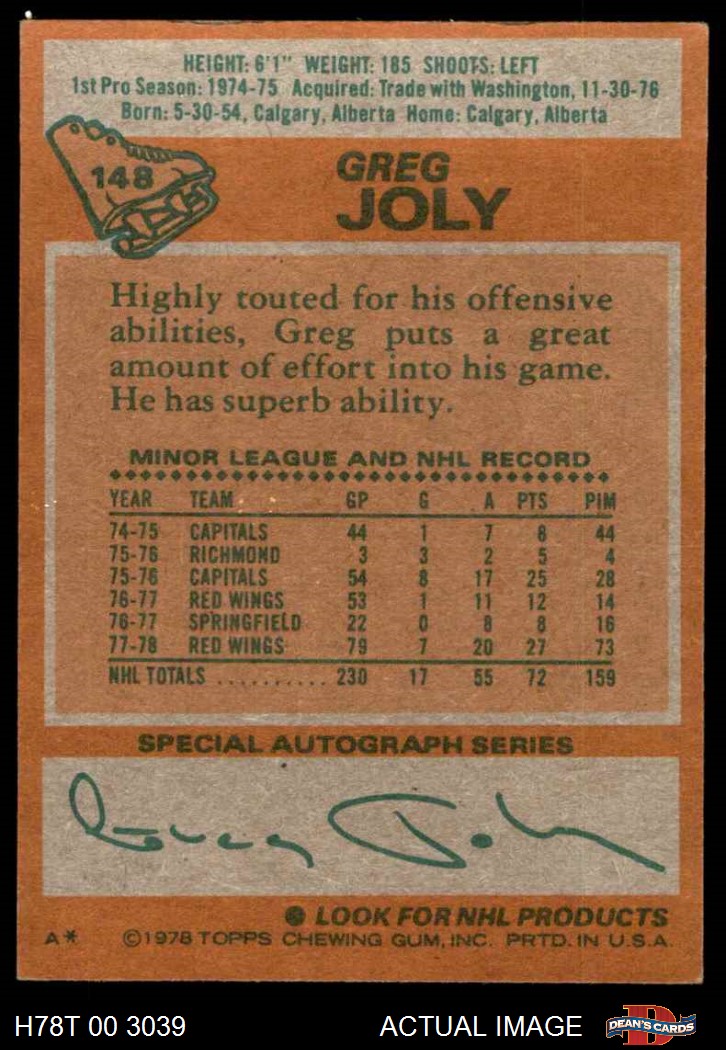 HEIGHT: 6'1" WEIGHT: 185 SHOOTS: LEFT
1st Pro Season: 1974-75 Acquired: Trade with Washington, 11-30-76
Born: 5-30-54, Calgary, Alberta Home: Calgary, Alberta
148
GREG
JOLY
Highly touted for his offensive
abilities, Greg puts a great
amount of effort into his game.
He has superb ability.
MINOR LEAGUE AND NHL RECORD
YEAR TEAM GP G A PTS PIM
74-75 CAPITALS 44 1 7 8 44
75-76 RICHMOND 3 3 2 5 4
75-76 CAPITALS 54 8 17 25 28
76-77 RED WINGS 53 1 11 12 14
76-77 SPRINGFIELD 22 0 8 8 16
77-78 RED WINGS 79 7 20 27 73
NHL TOTALS .......... 230 17 55 72 159
SPECIAL AUTOGRAPH SERIES
Greg Joly
LOOK FOR NHL PRODUCTS
A* ©1978 TOPPS CHEWING GUM, INC. PRTD. IN U.S.A.
H78T 00 3039 ACTUAL IMAGE DEAN'S CARDS